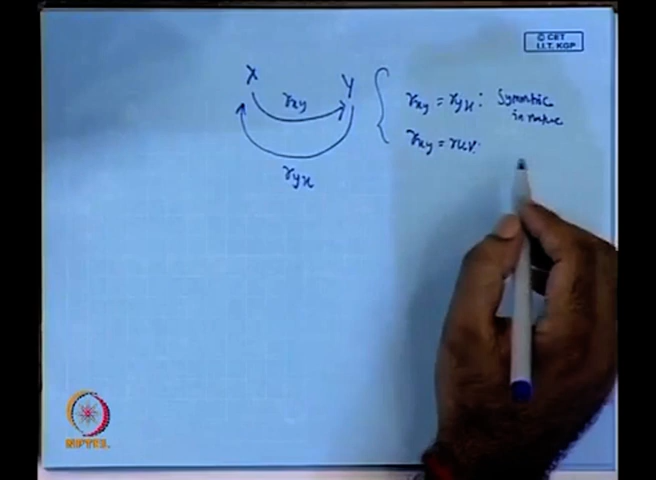 © CET
I.I.T. KGP
X
Y
rxy
ryx
rxy = ryx : Symmetric
in nature
rxy = ruv
NPTEL